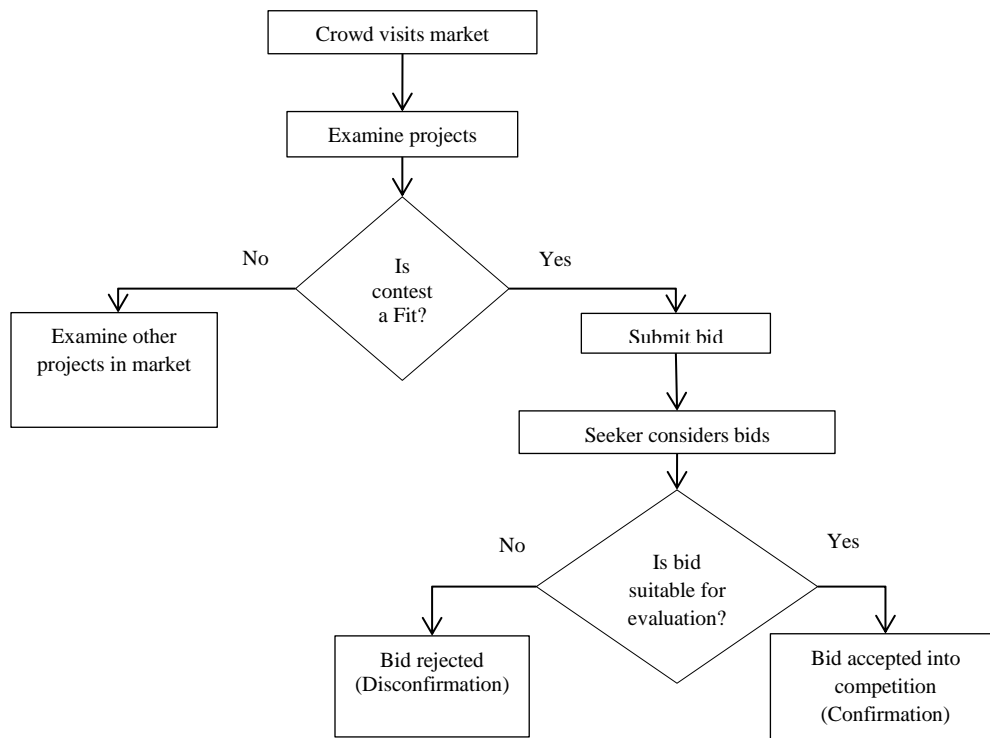 Crowd visits market
Examine projects
No
Yes
Is
contest
a Fit?
Examine other
projects in market
Submit bid
Seeker considers bids
No
Yes
Is bid
suitable for
evaluation?
Bid rejected
(Disconfirmation)
Bid accepted into
competition
(Confirmation)